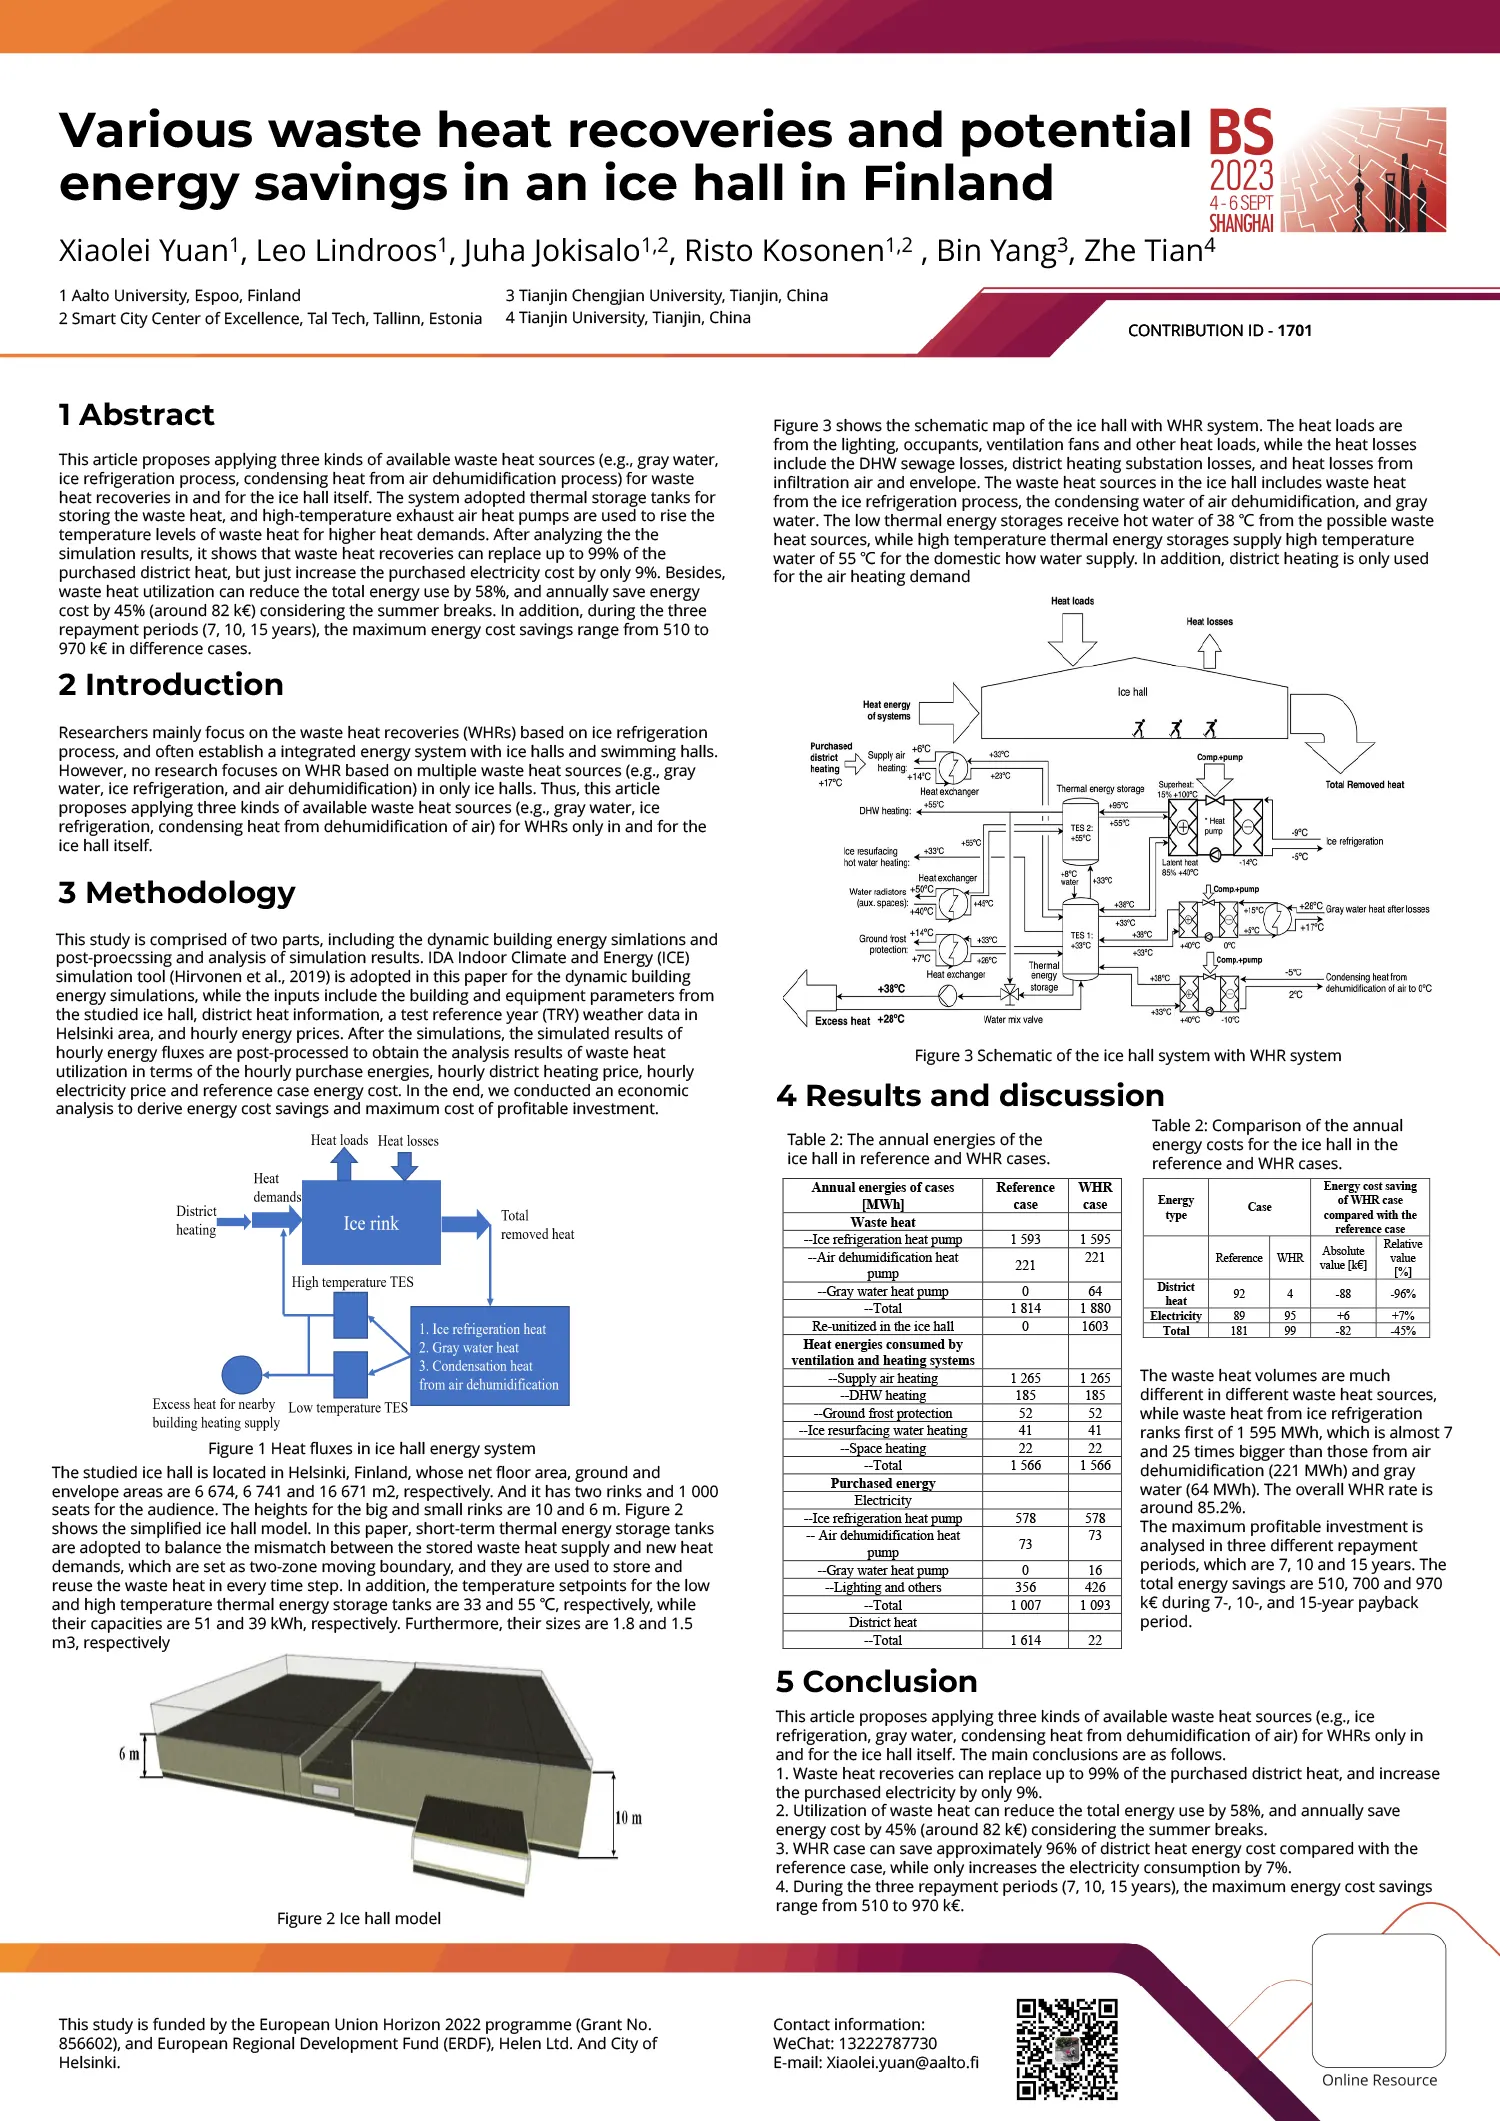 Various waste heat recoveries and potential
energy savings in an ice hall in Finland
BS
2023
4 - 6 SEPT
SHANGHAI
Xiaolei Yuan1, Leo Lindroos1, Juha Jokisalo1,2, Risto Kosonen1,2 , Bin Yang3, Zhe Tian4
1 Aalto University, Espoo, Finland
2 Smart City Center of Excellence, Tal Tech, Tallinn, Estonia
3 Tianjin Chengjian University, Tianjin, China
4 Tianjin University, Tianjin, China
CONTRIBUTION ID - 1701
1 Abstract
This article proposes applying three kinds of available waste heat sources (e.g., gray water,
ice refrigeration process, condensing heat from air dehumidification process) for waste
heat recoveries in and for the ice hall itself. The system adopted thermal storage tanks for
storing the waste heat, and high-temperature exhaust air heat pumps are used to rise the
temperature levels of waste heat for higher heat demands. After analyzing the the
simulation results, it shows that waste heat recoveries can replace up to 99% of the
purchased district heat, but just increase the purchased electricity cost by only 9%. Besides,
waste heat utilization can reduce the total energy use by 58%, and annually save energy
cost by 45% (around 82 k€) considering the summer breaks. In addition, during the three
repayment periods (7, 10, 15 years), the maximum energy cost savings range from 510 to
970 k€ in difference cases.
2 Introduction
Researchers mainly focus on the waste heat recoveries (WHRs) based on ice refrigeration
process, and often establish a integrated energy system with ice halls and swimming halls.
However, no research focuses on WHR based on multiple waste heat sources (e.g., gray
water, ice refrigeration, and air dehumidification) in only ice halls. Thus, this article
proposes applying three kinds of available waste heat sources (e.g., gray water, ice
refrigeration, condensing heat from dehumidification of air) for WHRs only in and for the
ice hall itself.
3 Methodology
This study is comprised of two parts, including the dynamic building energy simlations and
post-proecssing and analysis of simulation results. IDA Indoor Climate and Energy (ICE)
simulation tool (Hirvonen et al., 2019) is adopted in this paper for the dynamic building
energy simulations, while the inputs include the building and equipment parameters from
the studied ice hall, district heat information, a test reference year (TRY) weather data in
Helsinki area, and hourly energy prices. After the simulations, the simulated results of
hourly energy fluxes are post-processed to obtain the analysis results of waste heat
utilization in terms of the hourly purchase energies, hourly district heating price, hourly
electricity price and reference case energy cost. In the end, we conducted an economic
analysis to derive energy cost savings and maximum cost of profitable investment.
Heat loads Heat losses
Heat
demands
District
heating
Ice rink
Total
removed heat
High temperature TES
1. Ice refrigeration heat
2. Gray water heat
3. Condensation heat
from air dehumidification
Excess heat for nearby
building heating supply
Low temperature TES
Figure 1 Heat fluxes in ice hall energy system
The studied ice hall is located in Helsinki, Finland, whose net floor area, ground and
envelope areas are 6 674, 6 741 and 16 671 m2, respectively. And it has two rinks and 1 000
seats for the audience. The heights for the big and small rinks are 10 and 6 m. Figure 2
shows the simplified ice hall model. In this paper, short-term thermal energy storage tanks
are adopted to balance the mismatch between the stored waste heat supply and new heat
demands, which are set as two-zone moving boundary, and they are used to store and
reuse the waste heat in every time step. In addition, the temperature setpoints for the low
and high temperature thermal energy storage tanks are 33 and 55 ℃, respectively, while
their capacities are 51 and 39 kWh, respectively. Furthermore, their sizes are 1.8 and 1.5
m3, respectively
6 m
10 m
Figure 2 Ice hall model
Figure 3 shows the schematic map of the ice hall with WHR system. The heat loads are
from the lighting, occupants, ventilation fans and other heat loads, while the heat losses
include the DHW sewage losses, district heating substation losses, and heat losses from
infiltration air and envelope. The waste heat sources in the ice hall includes waste heat
from the ice refrigeration process, the condensing water of air dehumidification, and gray
water. The low thermal energy storages receive hot water of 38 ℃ from the possible waste
heat sources, while high temperature thermal energy storages supply high temperature
water of 55 ℃ for the domestic how water supply. In addition, district heating is only used
for the air heating demand
Heat loads
Heat losses
Ice hall
Heat energy
of systems
Purchased
district
heating
+17ºC
Supply air
heating:
+6ºC
+14ºC
Heat exchanger
+33ºC
+23ºC
Comp.+pump
Total Removed heat
Thermal energy storage
Superheat:
15% +100ºC
DHW heating:
+55ºC
+95ºC
+55ºC
TES 2:
+55ºC
* Heat
pump
-9ºC
Ice refrigeration
-5ºC
-14ºC
Latent heat
85% +40ºC
Ice resurfacing
hot water heating:
+33ºC
+55ºC
Heat exchanger
+8ºC
water
+33ºC
Water radiators
(aux. spaces):
+50ºC
+40ºC
+45ºC
Comp.+pump
+38ºC
+33ºC
+15ºC
+5ºC
+26ºC
Gray water heat after losses
+17ºC
Ground frost
protection:
+14ºC
+7ºC
+33ºC
+26ºC
Heat exchanger
TES 1:
+33ºC
+38ºC
+33ºC
+40ºC
0ºC
Comp.+pump
Thermal
energy
storage
+38ºC
+33ºC
-5ºC
2ºC
Condensing heat from
dehumidification of air to 0ºC
+40ºC
-10ºC
+38ºC
Excess heat +28ºC
Water mix valve
Figure 3 Schematic of the ice hall system with WHR system
4 Results and discussion
Table 2: The annual energies of the
ice hall in reference and WHR cases.
Annual energies of cases [MWh] Reference case WHR case
Waste heat
--Ice refrigeration heat pump 1 593 1 595
--Air dehumidification heat pump 221 221
--Gray water heat pump 0 64
--Total 1 814 1 880
Re-unitized in the ice hall 0 1603
Heat energies consumed by ventilation and heating systems
--Supply air heating 1 265 1 265
--DHW heating 185 185
--Ground frost protection 52 52
--Ice resurfacing water heating 41 41
--Space heating 22 22
--Total 1 566 1 566
Purchased energy
Electricity
--Ice refrigeration heat pump 578 578
-- Air dehumidification heat pump 73 73
--Gray water heat pump 0 16
--Lighting and others 356 426
--Total 1 007 1 093
District heat
--Total 1 614 22
Table 2: Comparison of the annual
energy costs for the ice hall in the
reference and WHR cases.
Energy type Case Energy cost saving of WHR case compared with the reference case
Reference WHR Absolute value [k€] Relative value [%]
District heat 92 4 -88 -96%
Electricity 89 95 +6 +7%
Total 181 99 -82 -45%
The waste heat volumes are much
different in different waste heat sources,
while waste heat from ice refrigeration
ranks first of 1 595 MWh, which is almost 7
and 25 times bigger than those from air
dehumidification (221 MWh) and gray
water (64 MWh). The overall WHR rate is
around 85.2%.
The maximum profitable investment is
analysed in three different repayment
periods, which are 7, 10 and 15 years. The
total energy savings are 510, 700 and 970
k€ during 7-, 10-, and 15-year payback
period.
5 Conclusion
This article proposes applying three kinds of available waste heat sources (e.g., ice
refrigeration, gray water, condensing heat from dehumidification of air) for WHRs only in
and for the ice hall itself. The main conclusions are as follows.
1. Waste heat recoveries can replace up to 99% of the purchased district heat, and increase
the purchased electricity by only 9%.
2. Utilization of waste heat can reduce the total energy use by 58%, and annually save
energy cost by 45% (around 82 k€) considering the summer breaks.
3. WHR case can save approximately 96% of district heat energy cost compared with the
reference case, while only increases the electricity consumption by 7%.
4. During the three repayment periods (7, 10, 15 years), the maximum energy cost savings
range from 510 to 970 k€.
This study is funded by the European Union Horizon 2022 programme (Grant No.
856602), and European Regional Development Fund (ERDF), Helen Ltd. And City of
Helsinki.
Contact information:
WeChat: 13222787730
E-mail: Xiaolei.yuan@aalto.fi
Online Resource